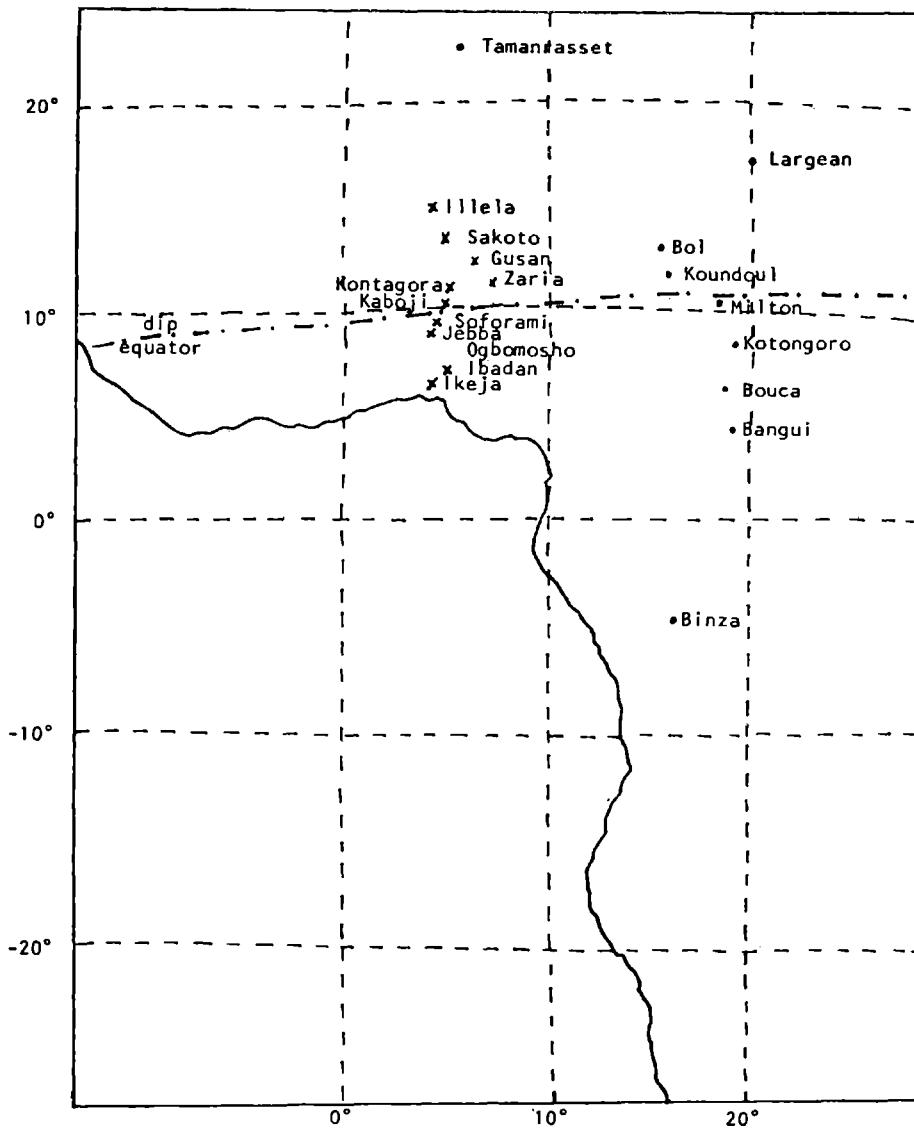 Tamanrasset
20°
Largean
Illela
Sakoto
Bol
Gusan
Koundoul
Zaria
Kontagora
Kaboji
Milton
10°
dip
Soforami
equator
Jebba
Kotongoro
Ogbomosho
Ibadan
Ikeja
Bouca
Bangui
0°
Binza
-10°
-20°
0° 10° 20°